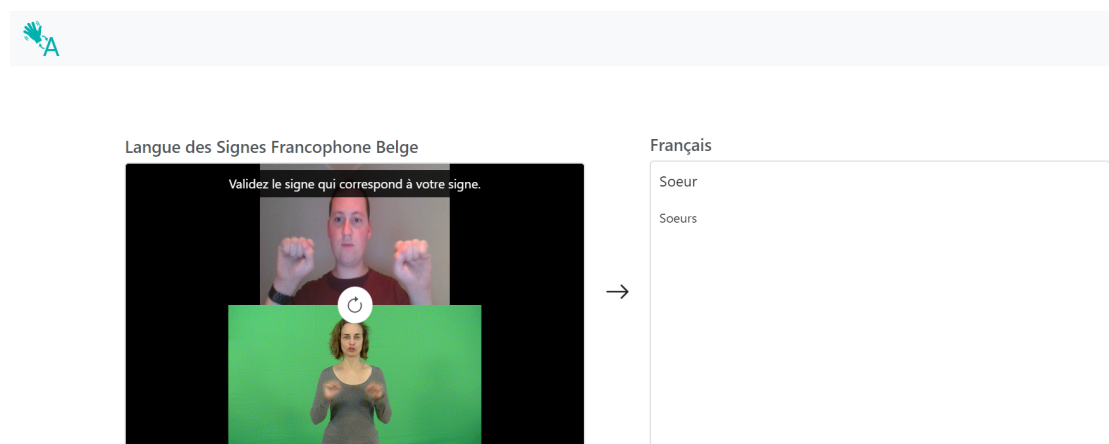 A
Langue des Signes Francophone Belge
Validez le signe qui correspond à votre signe.
Français
Soeur
Soeurs